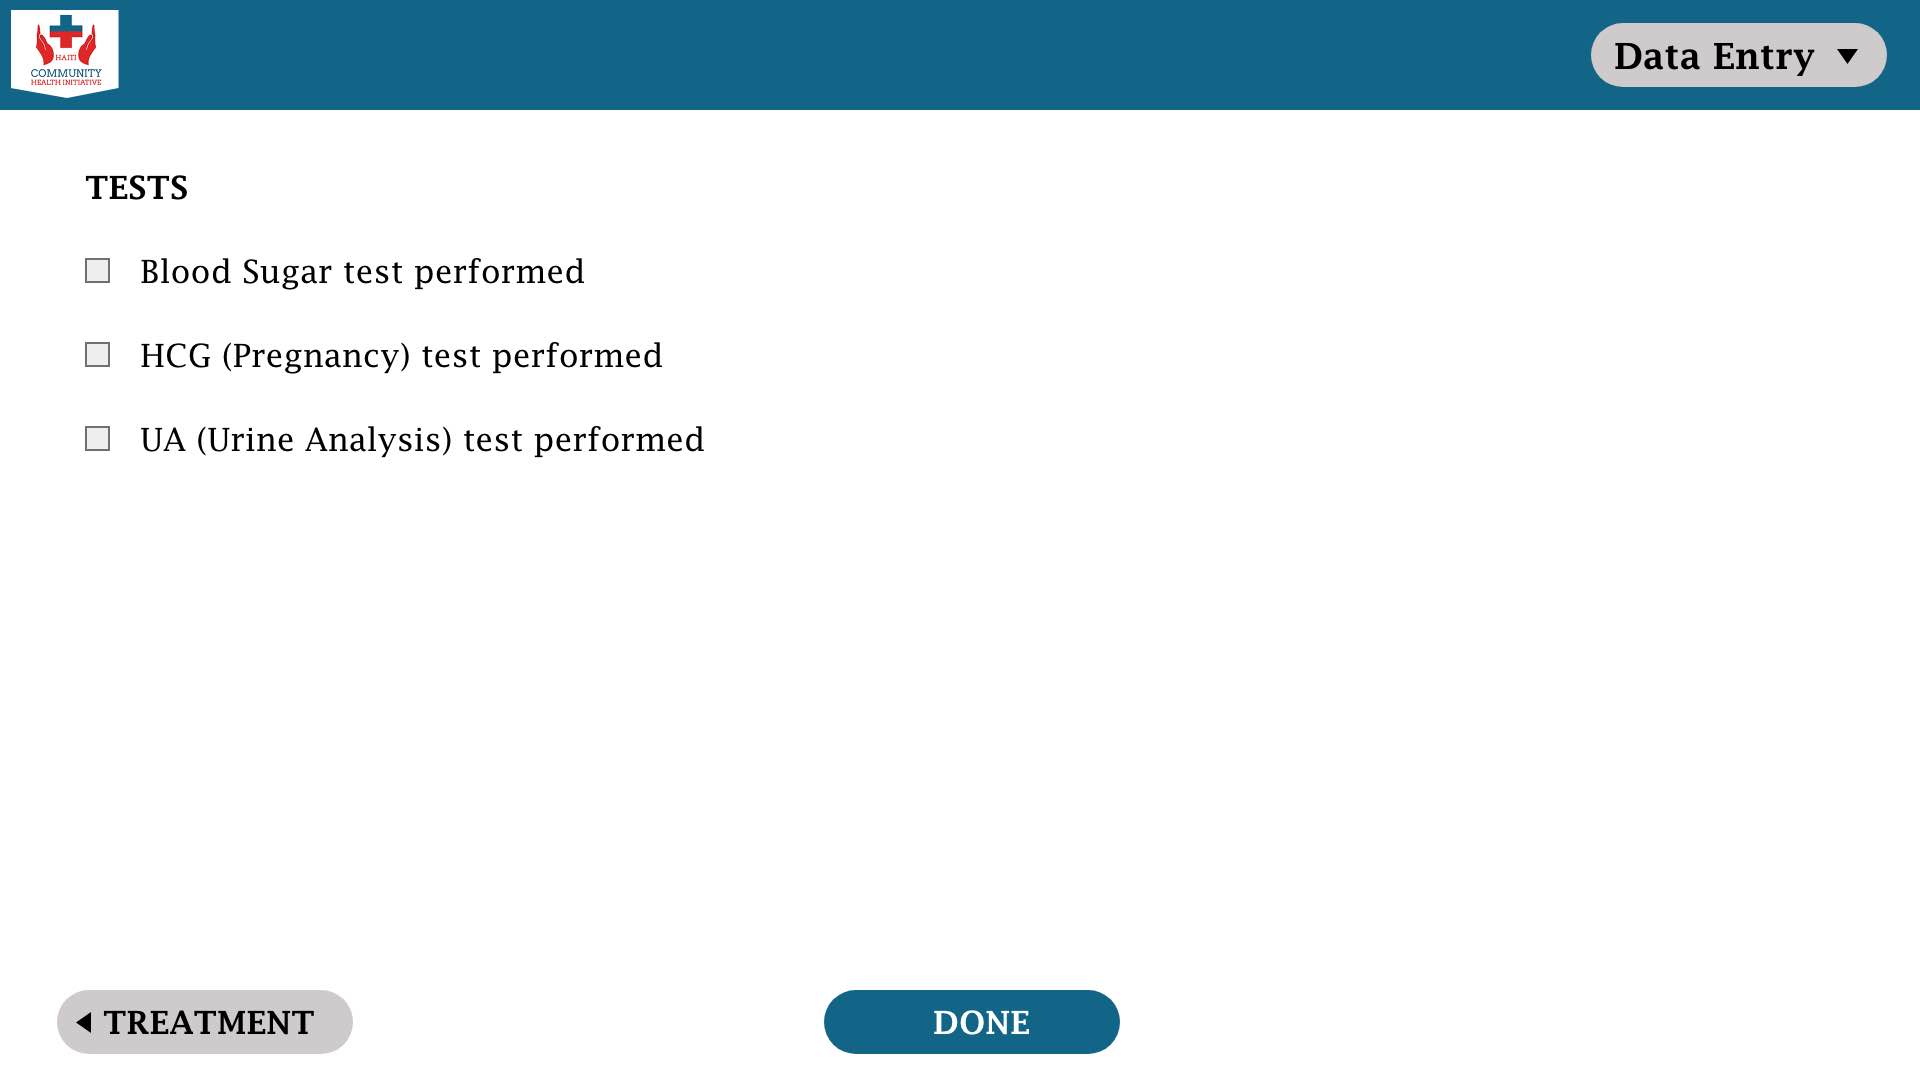 HAITI
COMMUNITY
HEALTH INITIATIVE
Data Entry
TESTS
Blood Sugar test performed
HCG (Pregnancy) test performed
UA (Urine Analysis) test performed
TREATMENT
DONE